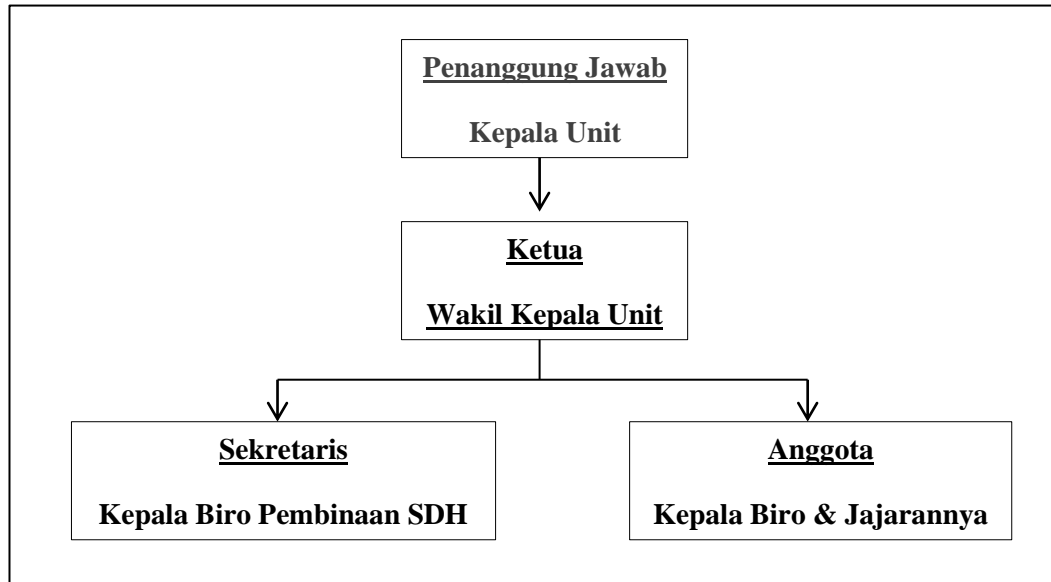 Penanggung Jawab
Kepala Unit
Ketua
Wakil Kepala Unit
Sekretaris
Kepala Biro Pembinaan SDH
Anggota
Kepala Biro & Jajarannya